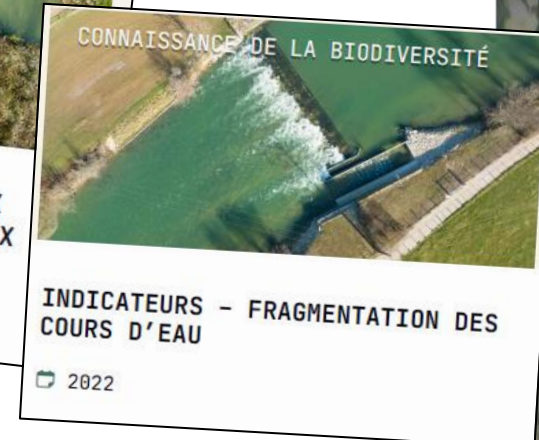 CONNAISSANCE DE LA BIODIVERSITÉ
X
INDICATEURS – FRAGMENTATION DES
COURS D’EAU
2022